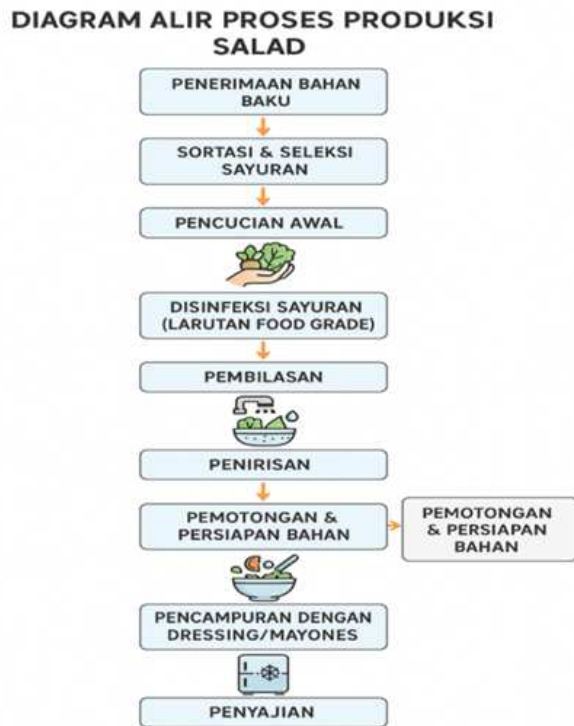 DIAGRAM ALIR PROSES PRODUKSI
SALAD
PENERIMAAN BAHAN
BAKU
SORTASI & SELEKSI
SAYURAN
PENCUCIAN AWAL
DISINFEKSI SAYURAN
(LARUTAN FOOD GRADE)
PEMBILASAN
PENIRISAN
PEMOTONGAN &
PERSIAPAN BAHAN
PEMOTONGAN
& PERSIAPAN
BAHAN
PENCAMPURAN DENGAN
DRESSING/MAYONES
PENYAJIAN